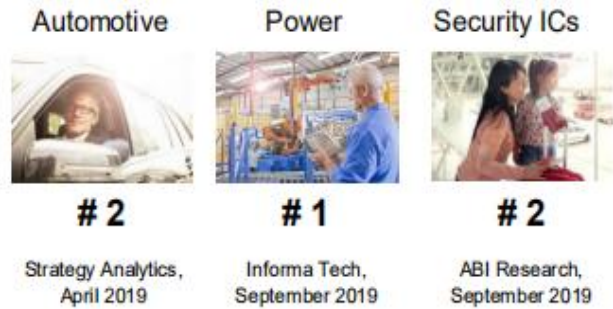 Automotive
Power
Security ICs
# 2
# 1
# 2
Strategy Analytics,
April 2019
Informa Tech,
September 2019
ABI Research,
September 2019